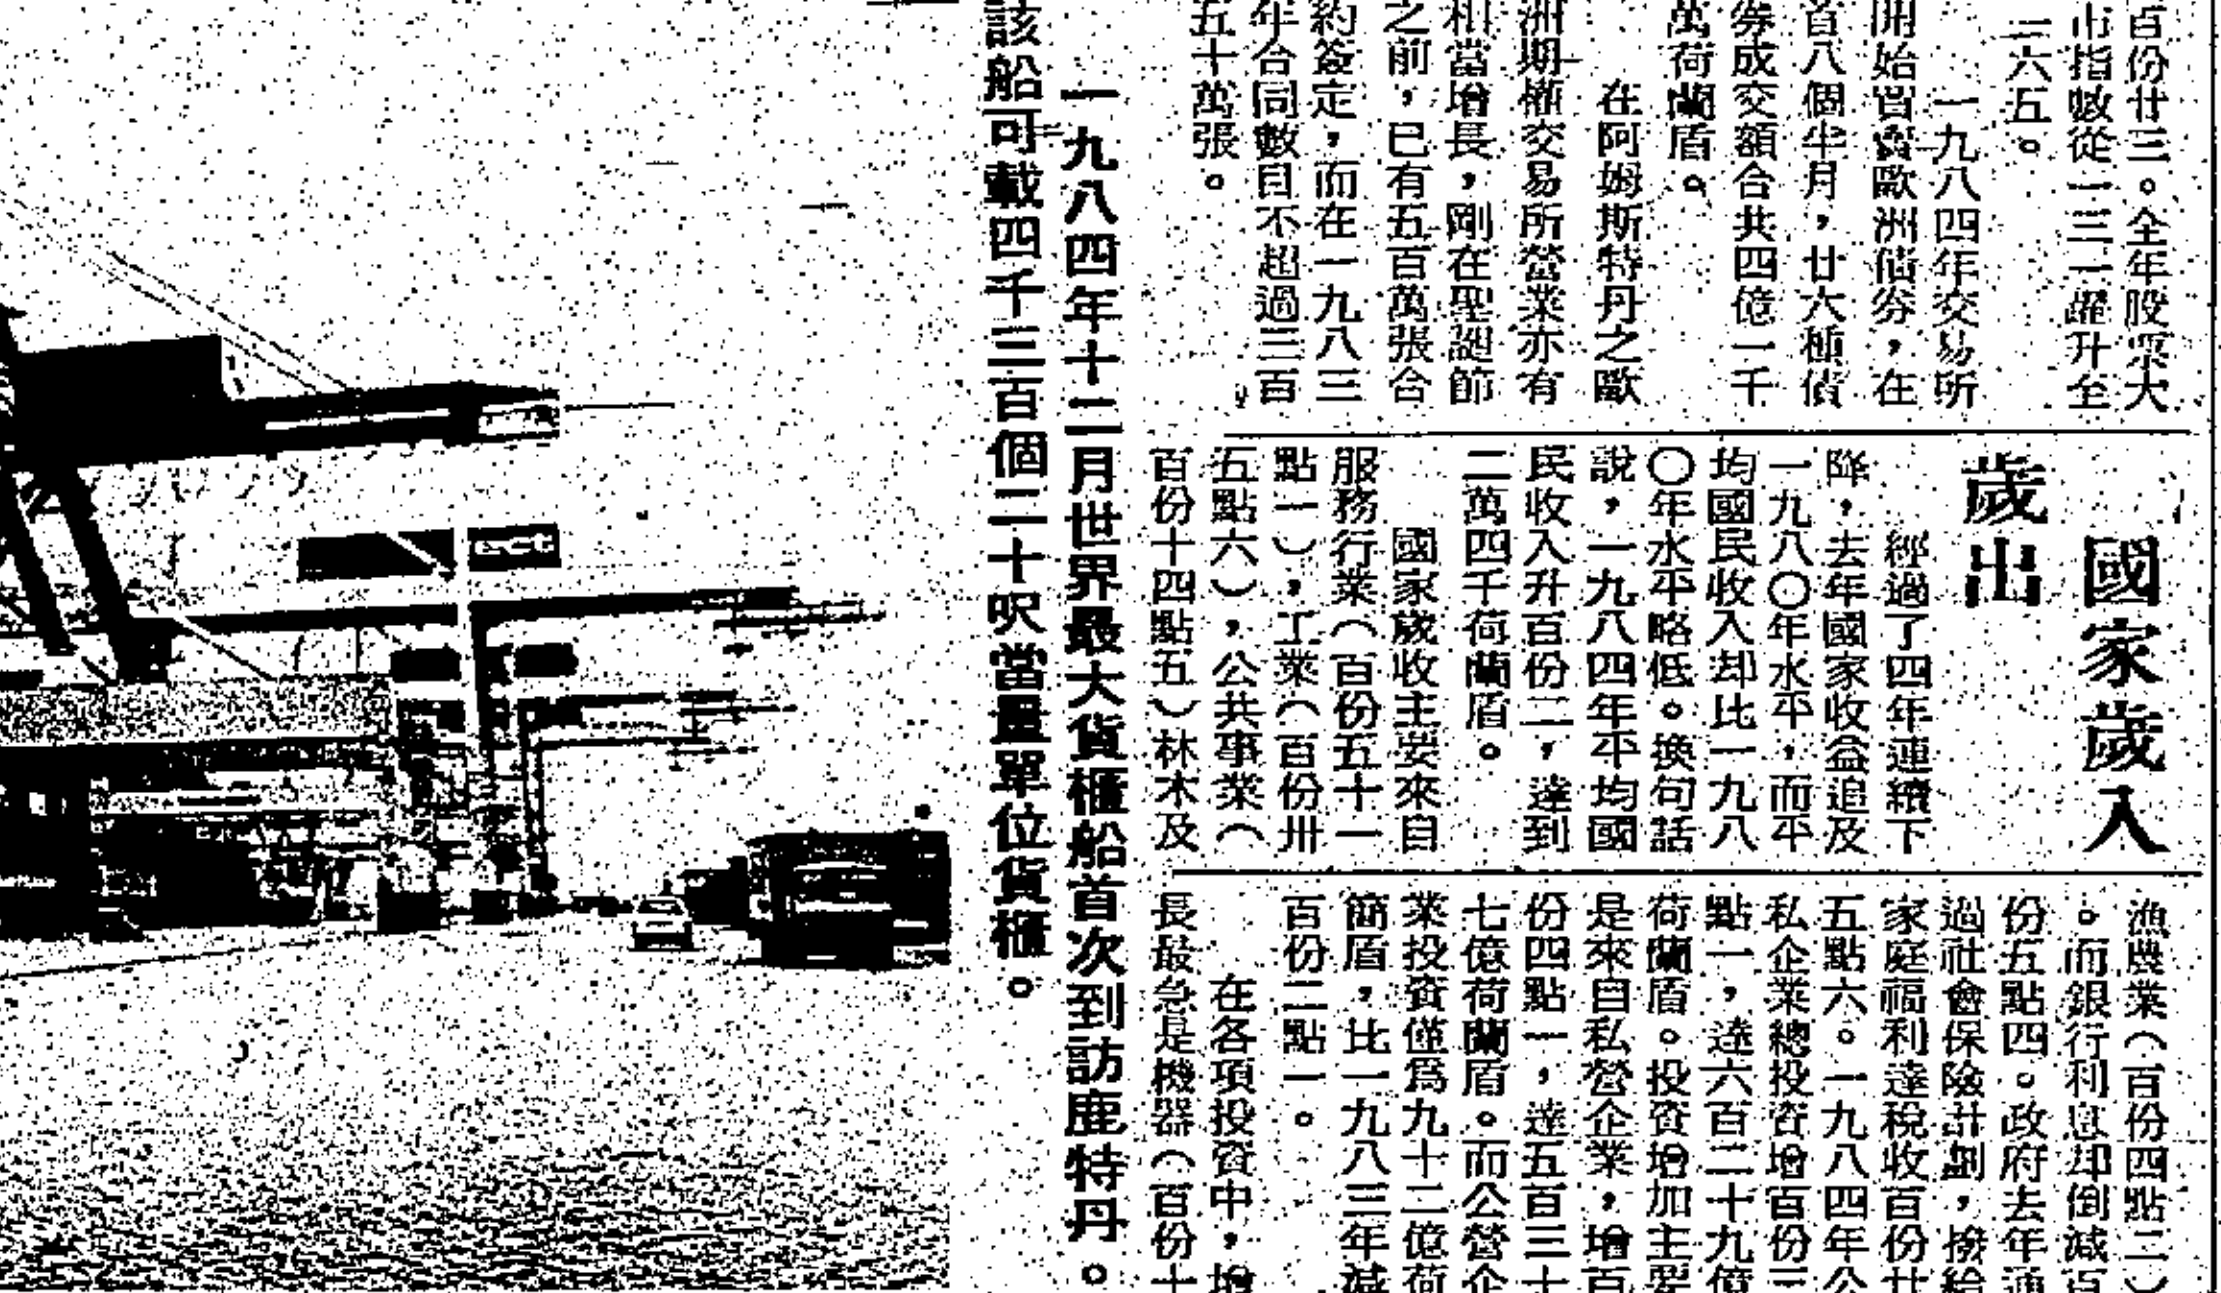 百份廿三。全年股票大
市指數從一三一躍升至
一六五。
一九八四年交易所
開始買賣歐洲債券，在
首八個半月，廿六種債
券成交額合共四億一千
萬荷蘭盾。
在阿姆斯特丹之歐
洲期權交易所營業亦有
相當增長，剛在聖誕節
之前，已有五百萬張合
約簽定，而在一九八三
年合同數目不超過三百
五十萬張。
國家歲入
歲出
經過了四年連續下
降，去年國家收益追及
一九八〇年水平，而平
均國民收入却比一九八
〇年水平略低。換句話
說，一九八四年平均國
民收入升百份二，達到
二萬四千荷蘭盾。
國家歲收主要來自
服務行業（百份五十一
點一），工業（百份卅
五點六），公共事業（
百份十四點五）林木及
漁農業（百份四點二）
。而銀行利息却倒減百
份五點四。政府去年通
過社會保險計劃，撥給
家庭福利達稅收百份廿
五點六。一九八四年公
私企業總投資增百份三
點一，達六百二十九億
荷蘭盾。投資增加主要
是來自私營企業，增百
份四點一，達五百三十
七億荷蘭盾。而公營企
業投資僅爲九十二億荷
蘭盾，比一九八三年減
百份二點一。
在各項投資中，增
長最急是機器（百份十
一九八四年十二月世界最大貨櫃船首次到訪鹿特丹。
該船可載四千三百個二十呎當量單位貨櫃。
ect